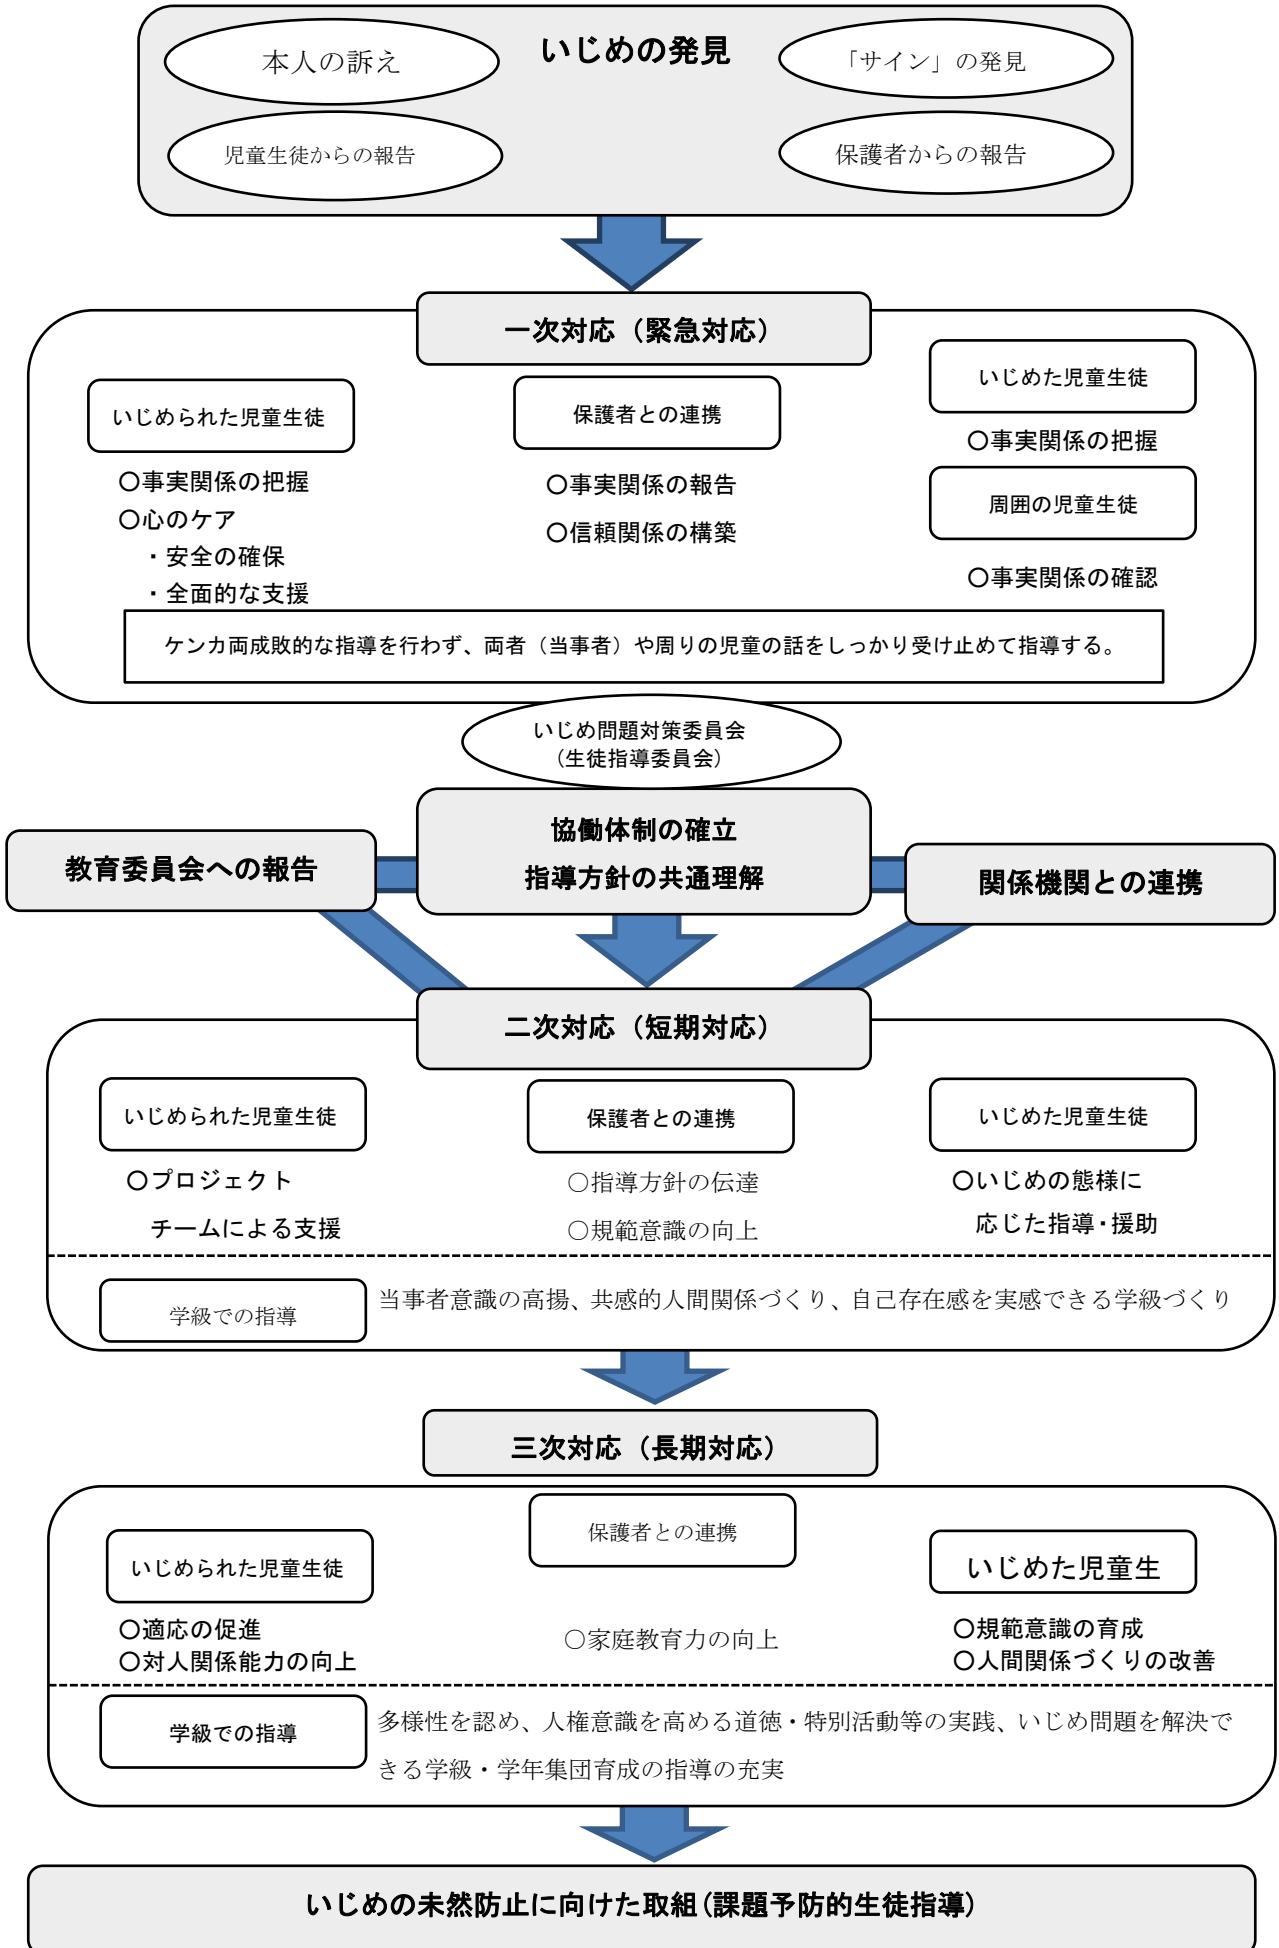 いじめの発見
本人の訴え
「サイン」の発見
児童生徒からの報告
保護者からの報告
一次対応（緊急対応）
いじめられた児童生徒
〇事実関係の把握
〇心のケア
・安全の確保
・全面的な支援
保護者との連携
〇事実関係の報告
〇信頼関係の構築
いじめた児童生徒
〇事実関係の把握
周囲の児童生徒
〇事実関係の確認
ケンカ両成敗的な指導を行わず、両者（当事者）や周りの児童の話をしっかり受け止めて指導する。
いじめ問題対策委員会
（生徒指導委員会）
協働体制の確立
指導方針の共通理解
教育委員会への報告
関係機関との連携
二次対応（短期対応）
いじめられた児童生徒
〇プロジェクト
チームによる支援
保護者との連携
〇指導方針の伝達
〇規範意識の向上
いじめた児童生徒
〇いじめの態様に
応じた指導・援助
学級での指導
当事者意識の高揚、共感的人間関係づくり、自己存在感を実感できる学級づくり
三次対応（長期対応）
いじめられた児童生徒
〇適応の促進
〇対人関係能力の向上
保護者との連携
〇家庭教育力の向上
いじめた児童生
〇規範意識の育成
〇人間関係づくりの改善
学級での指導
多様性を認め、人権意識を高める道徳・特別活動等の実践、いじめ問題を解決で
きる学級・学年集団育成の指導の充実
いじめの未然防止に向けた取組（課題予防的生徒指導）